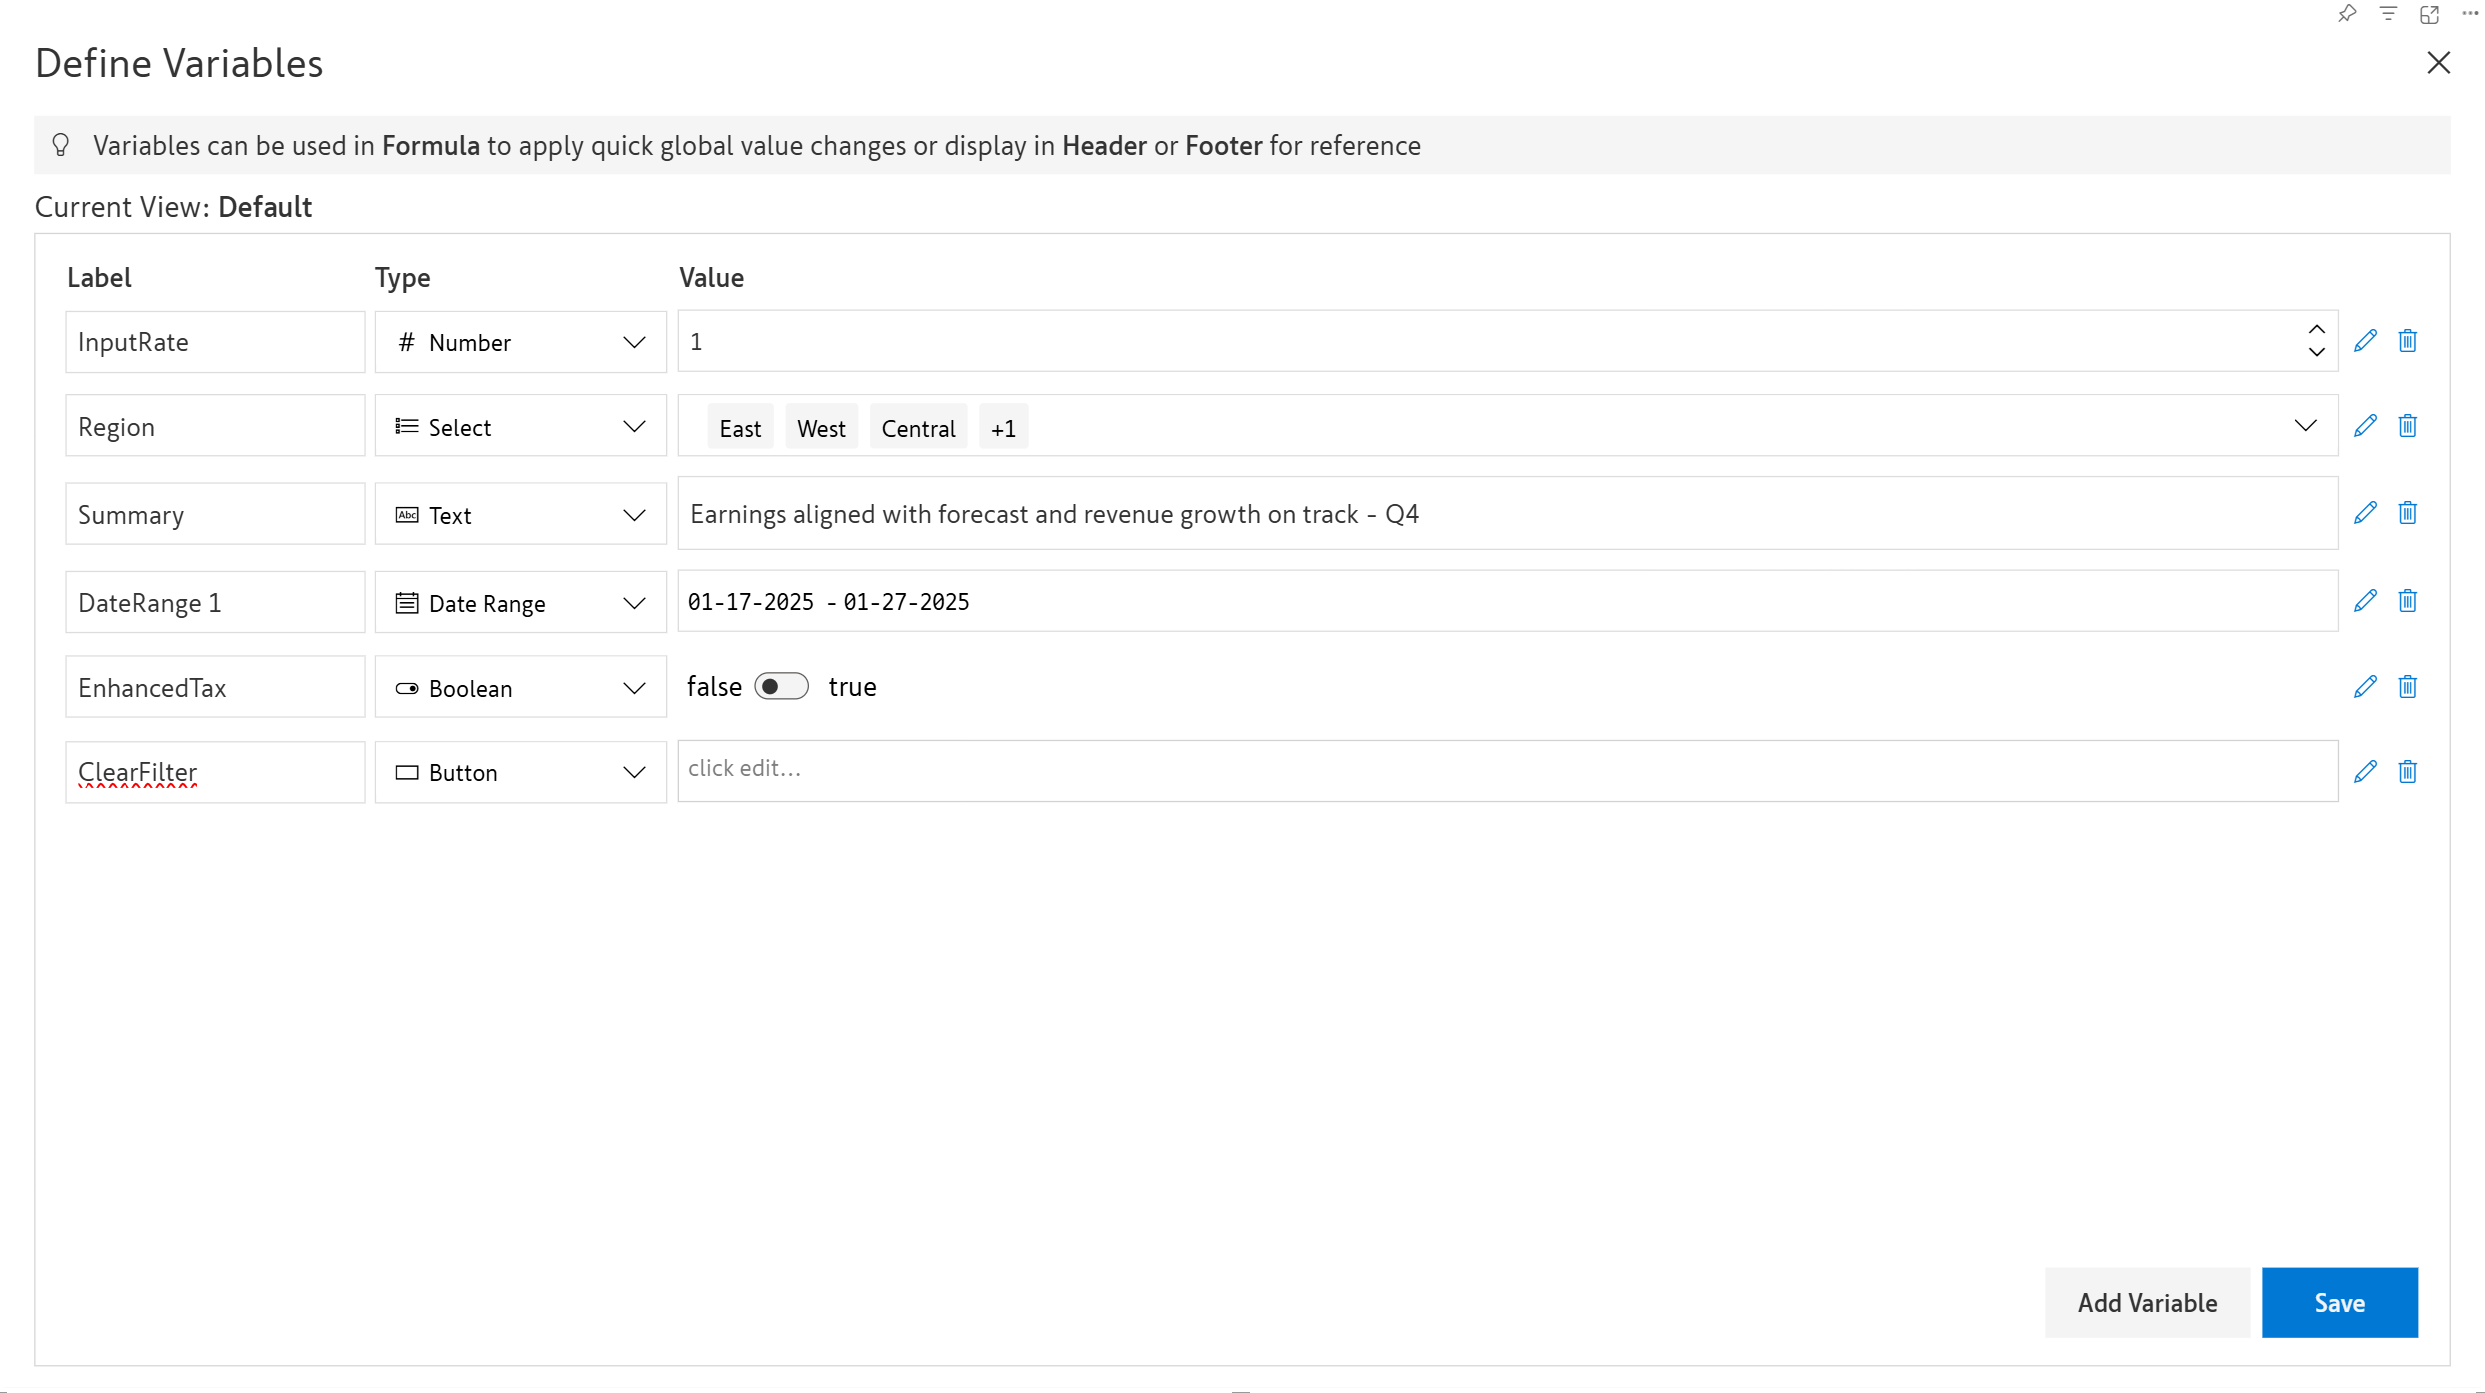 Define Variables
Variables can be used in Formula to apply quick global value changes or display in Header or Footer for reference
Current View: Default
Label Type Value
InputRate # Number 1
Region Select East West Central +1
Summary Abc Text Earnings aligned with forecast and revenue growth on track - Q4
DateRange 1 Date Range 01-17-2025 - 01-27-2025
EnhancedTax Boolean false true
ClearFilter Button click edit...
Add Variable Save